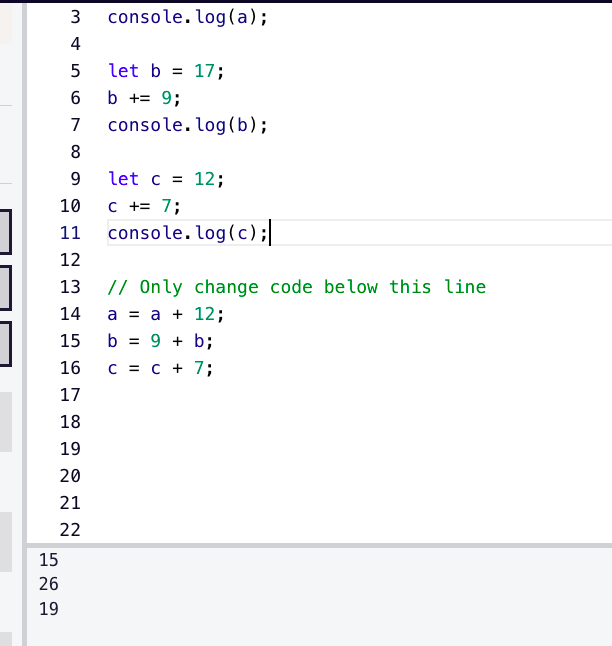 3 console.log(a);
4
5 let b = 17;
6 b += 9;
7 console.log(b);
8
9 let c = 12;
10 c += 7;
11 console.log(c);
12
13 // Only change code below this line
14 a = a + 12;
15 b = 9 + b;
16 c = c + 7;
17
18
19
20
21
22
15
26
19